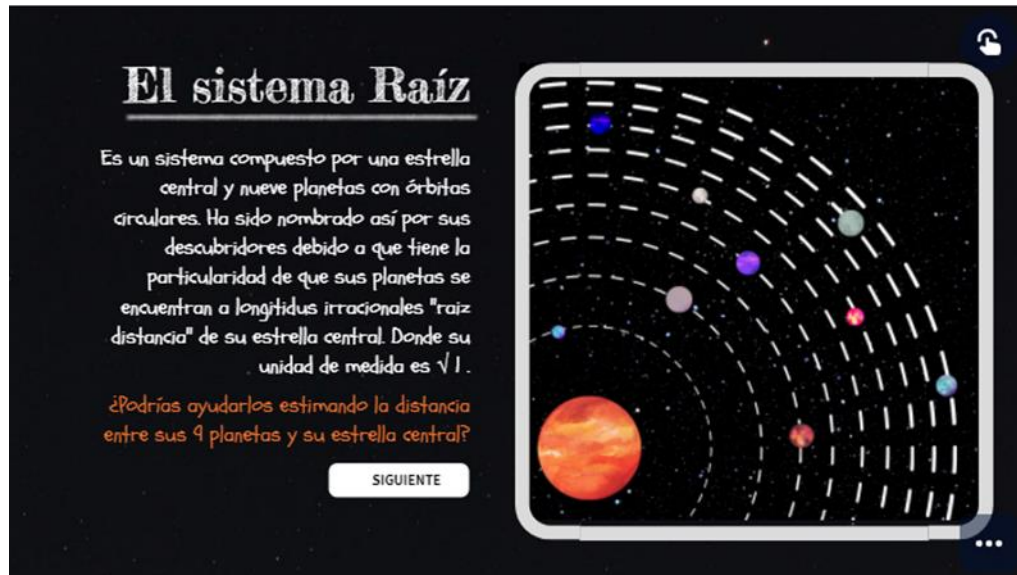 El sistema Raíz
Es un sistema compuesto por una estrella
central y nueve planetas con órbitas
circulares. Ha sido nombrado así por sus
descubridores debido a que tiene la
particularidad de que sus planetas se
encuentran a longitidus irracionales "raiz
distancia" de su estrella central. Donde su
unidad de medida es √1.
¿Podrías ayudarlos estimando la distancia
entre sus 9 planetas y su estrella central?
SIGUIENTE